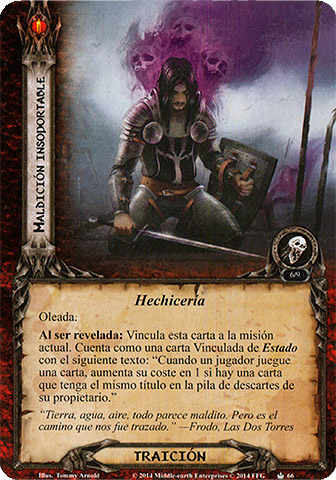 MALDICIÓN INSOPORTABLE
6/9
Hechicería
Oleada.
Al ser revelada: Vincula esta carta a la misión
actual. Cuenta como una carta Vinculada de Estado
con el siguiente texto: “Cuando un jugador juegue
una carta, aumenta su coste en 1 si hay una carta
que tenga el mismo título en la pila de descartes de
su propietario.”
“Tierra, agua, aire, todo parece maldito. Pero es el
camino que nos fue trazado.” —Frodo, Las Dos Torres
TRAICIÓN
Illus. Tommy Arnold © 2014 Middle-earth Enterprises © 2014 FFG 66